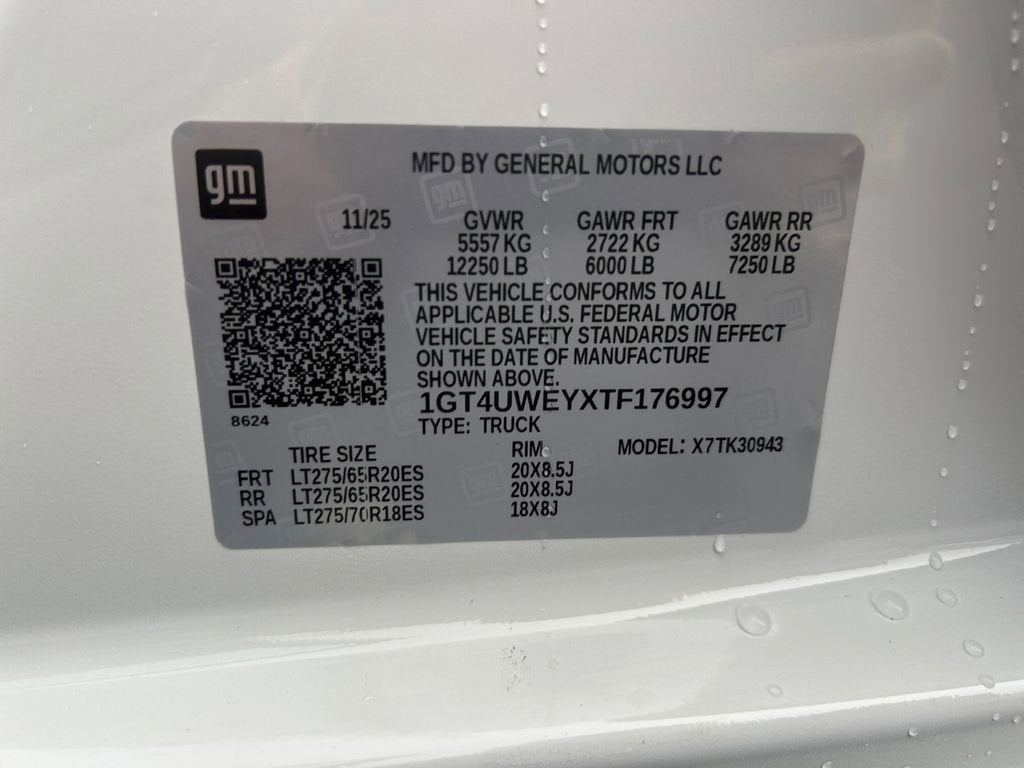 gm
MFD BY GENERAL MOTORS LLC
11/25 GVWR GAWR FRT GAWR RR
5557 KG 2722 KG 3289 KG
12250 LB 6000 LB 7250 LB
THIS VEHICLE CONFORMS TO ALL
APPLICABLE U.S. FEDERAL MOTOR
VEHICLE SAFETY STANDARDS IN EFFECT
ON THE DATE OF MANUFACTURE
SHOWN ABOVE.
1GT4UWEYXTF176997
8624
TYPE: TRUCK
TIRE SIZE RIM MODEL: X7TK30943
FRT LT275/65R20ES 20X8.5J
RR LT275/65R20ES 20X8.5J
SPA LT275/70R18ES 18X8J